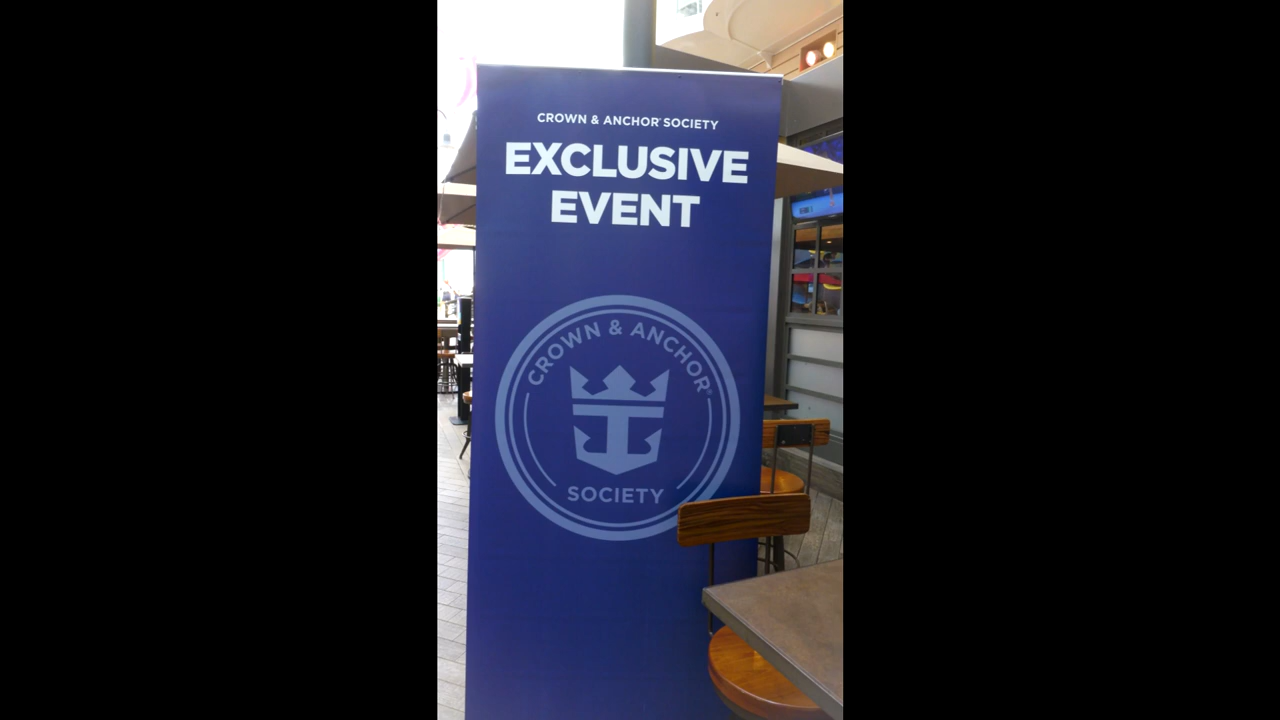 CROWN & ANCHOR® SOCIETY
EXCLUSIVE
EVENT
CROWN & ANCHOR®
SOCIETY